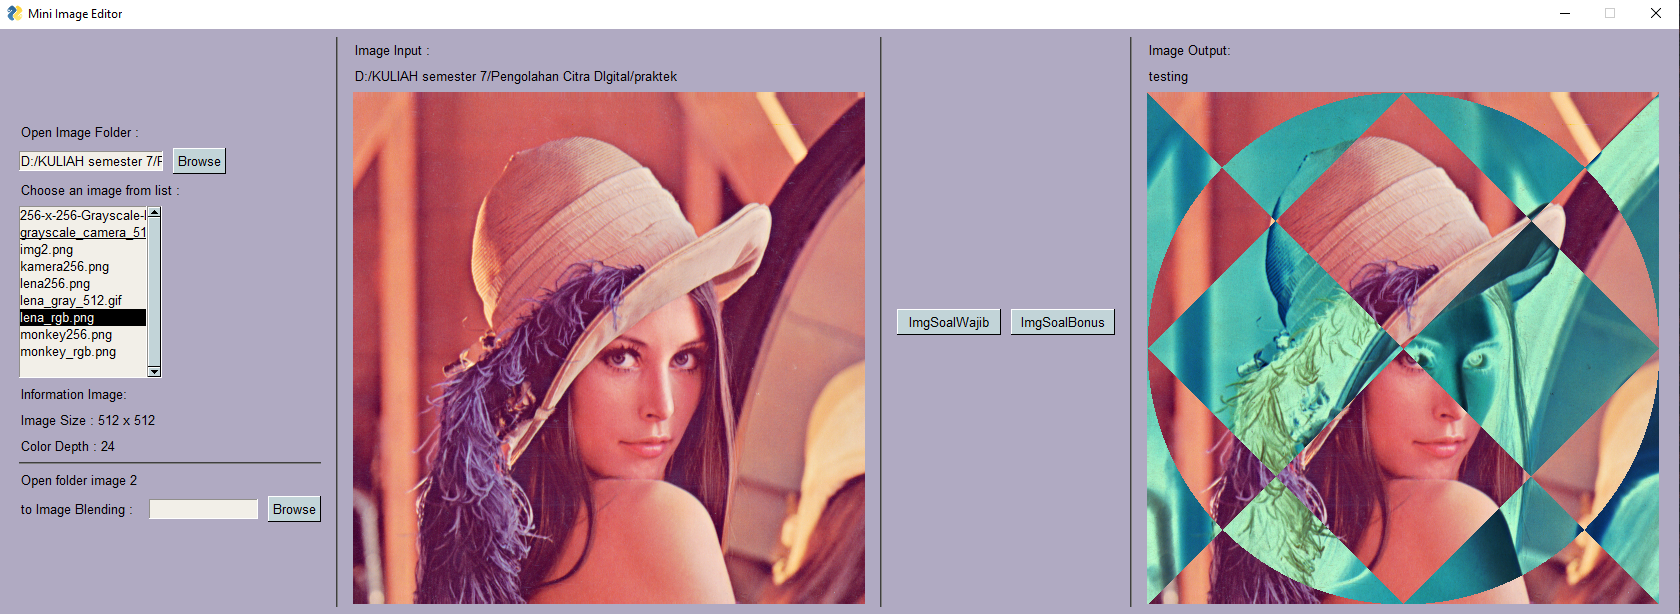 Mini Image Editor
Open Image Folder :
D:/KULIAH semester 7/F
Browse
Choose an image from list :
256-x-256-Grayscale-l
grayscale_camera_51
img2.png
kamera256.png
lena256.png
lena_gray_512.gif
lena_rgb.png
monkey256.png
monkey_rgb.png
Information Image:
Image Size : 512 x 512
Color Depth : 24
Open folder image 2
to Image Blending :
Browse
Image Input :
D:/KULIAH semester 7/Pengolahan Citra DIgital/praktek
ImgSoalWajib
ImgSoalBonus
Image Output:
testing